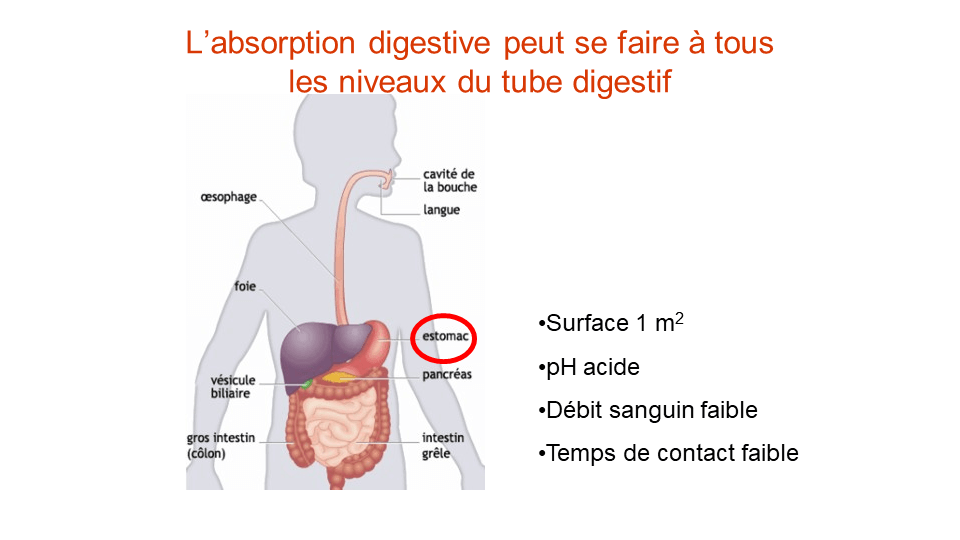 L’absorption digestive peut se faire à tous
les niveaux du tube digestif
cavité de
la bouche
œsophage
langue
foie
estomac
pancréas
vésicule
biliaire
gros intestin
(côlon)
intestin
grêle
•Surface 1 m²
•pH acide
•Débit sanguin faible
•Temps de contact faible